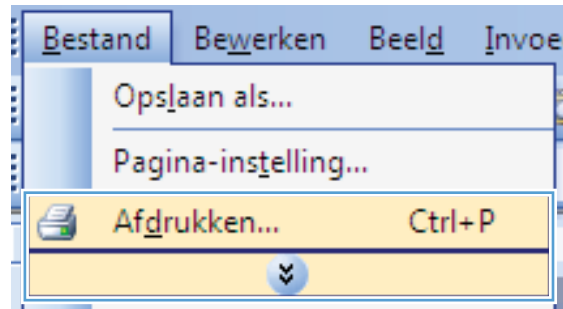 Bestand Bewerken Beeld Invoe
Opslaan als...
Pagina-instelling...
Afdrukken... Ctrl+P